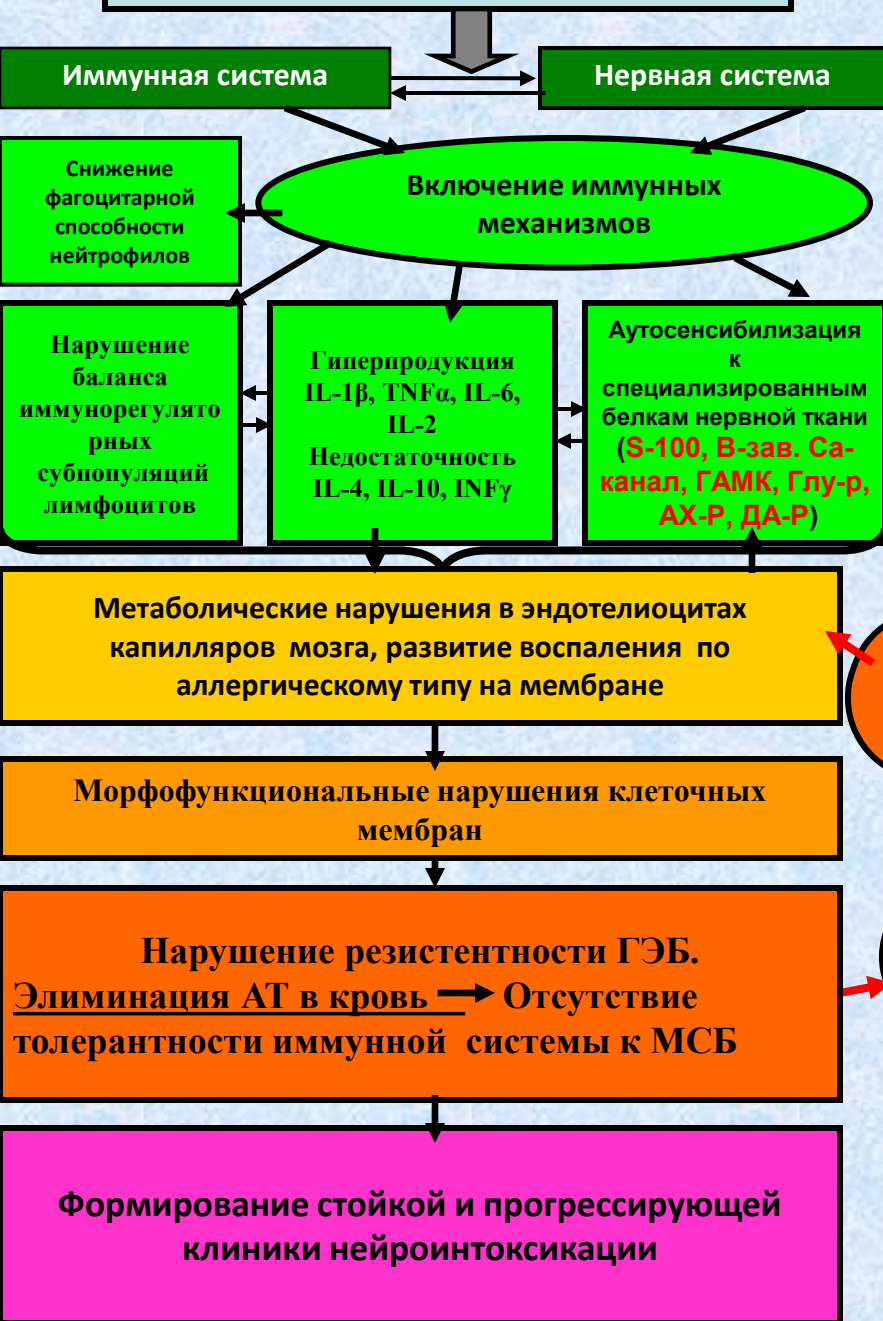 Иммунная система
Нервная система
Снижение
фагоцитарной
способности
нейтрофилов
Включение иммунных
механизмов
Нарушение
баланса
иммунорегулято
рных
субпопуляций
лимфоцитов
Гиперпродукция
IL-1β, TNFα, IL-6,
IL-2
Недостаточность
IL-4, IL-10, INFγ
Аутосенсибилизация
к
специализированным
белкам нервной ткани
(S-100, В-зав. Са-
канал, ГАМК, Глу-р,
АХ-Р, ДА-Р)
Метаболические нарушения в эндотелиоцитах
капилляров мозга, развитие воспаления по
аллергическому типу на мембране
Морфофункциональные нарушения клеточных
мембран
Нарушение резистентности ГЭБ.
Элиминация АТ в кровь Отсутствие
толерантности иммунной системы к МСБ
Формирование стойкой и прогрессирующей
клиники нейроинтоксикации